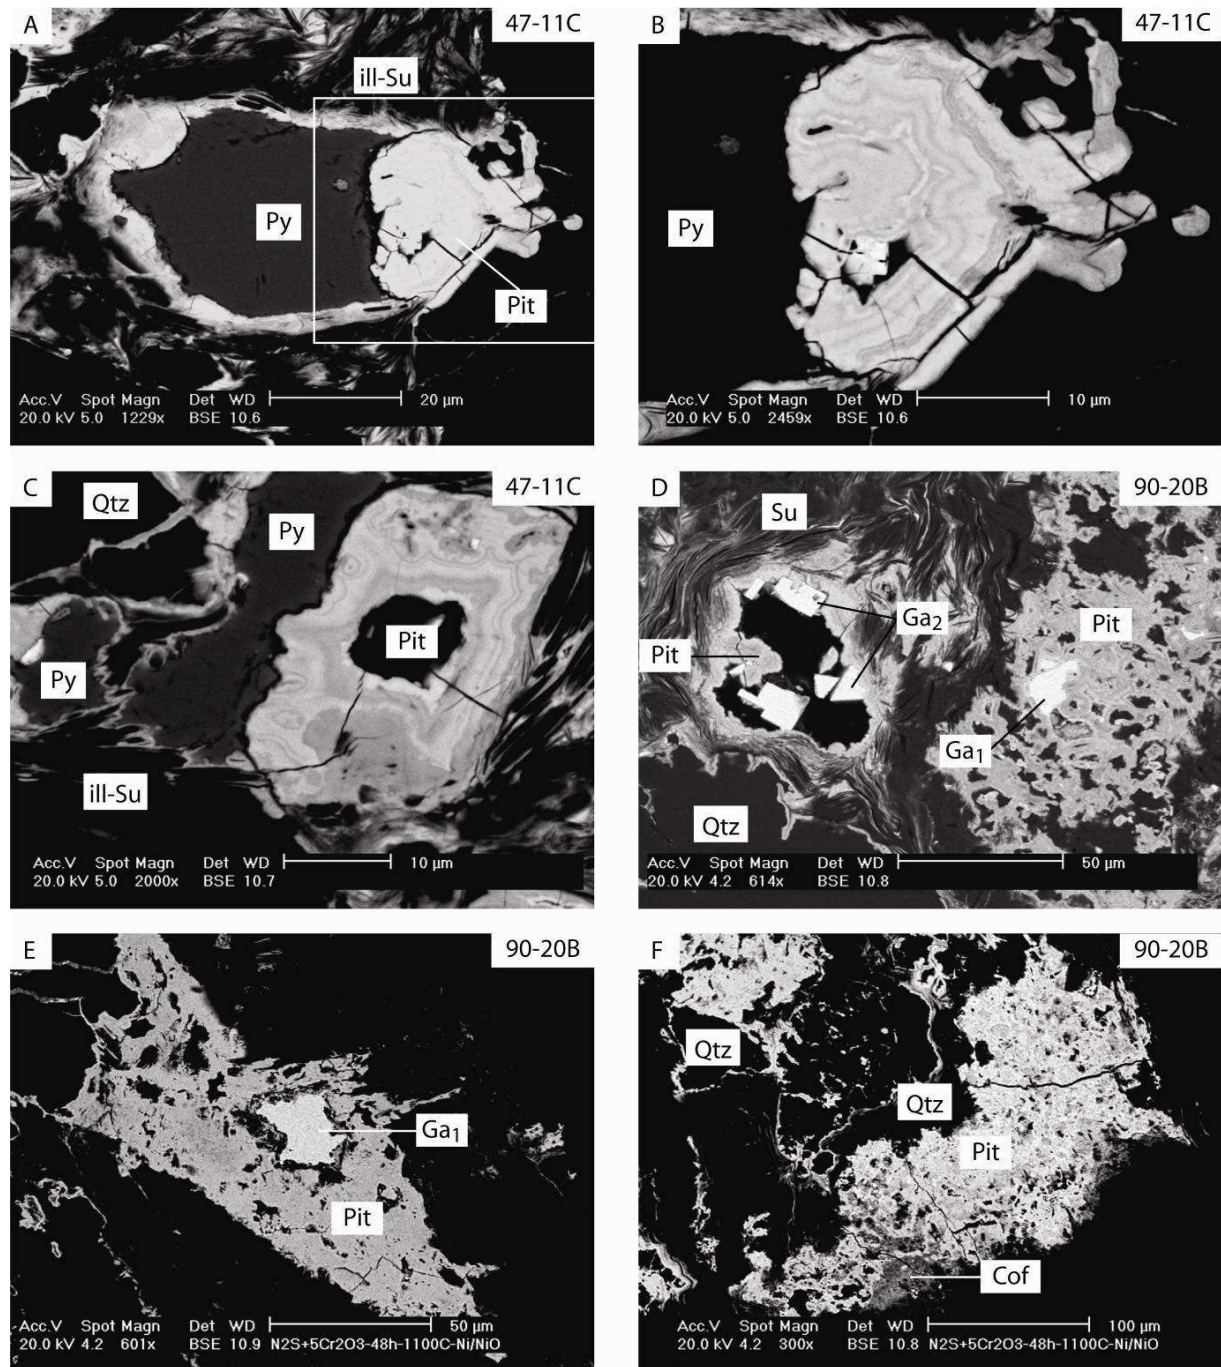 A
47-11C
ill-Su
Py
Pit
Acc.V Spot Magn Det WD 20 µm
20.0 kV 5.0 1229x BSE 10.6
B
47-11C
Py
Acc.V Spot Magn Det WD 10 µm
20.0 kV 5.0 2459x BSE 10.6
C
47-11C
Qtz
Py
Pit
Py
ill-Su
Acc.V Spot Magn Det WD 10 µm
20.0 kV 5.0 2000x BSE 10.7
D
90-20B
Su
Ga2
Pit
Pit
Ga1
Qtz
Acc.V Spot Magn Det WD 50 µm
20.0 kV 4.2 614x BSE 10.8
E
90-20B
Ga1
Pit
Acc.V Spot Magn Det WD 50 µm
20.0 kV 4.2 601x BSE 10.9 N2S+5Cr2O3-48h-1100C-Ni/NiO
F
90-20B
Qtz
Qtz
Pit
Cof
Acc.V Spot Magn Det WD 100 µm
20.0 kV 4.2 300x BSE 10.8 N2S+5Cr2O3-48h-1100C-Ni/NiO